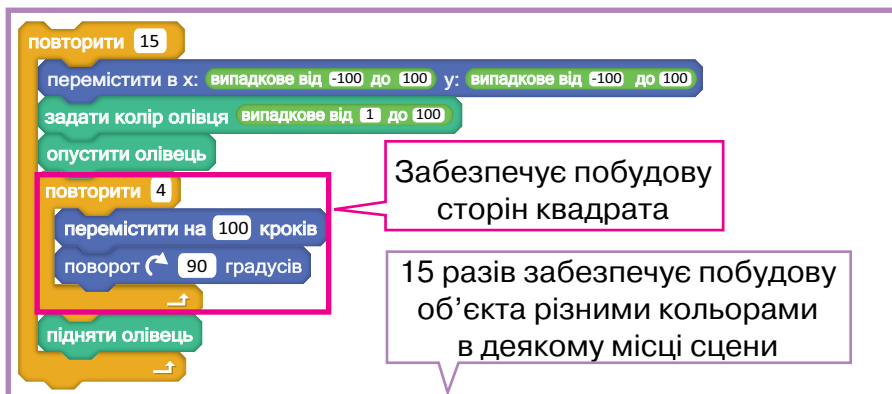 повторити 15
перемістити в x: випадкове від -100 до 100 y: випадкове від -100 до 100
задати колір олівця випадкове від 1 до 100
опустити олівець
повторити 4
перемістити на 100 кроків
поворот 90 градусів
підняти олівець
Забезпечує побудову
сторін квадрата
15 разів забезпечує побудову
об’єкта різними кольорами
в деякому місці сцени